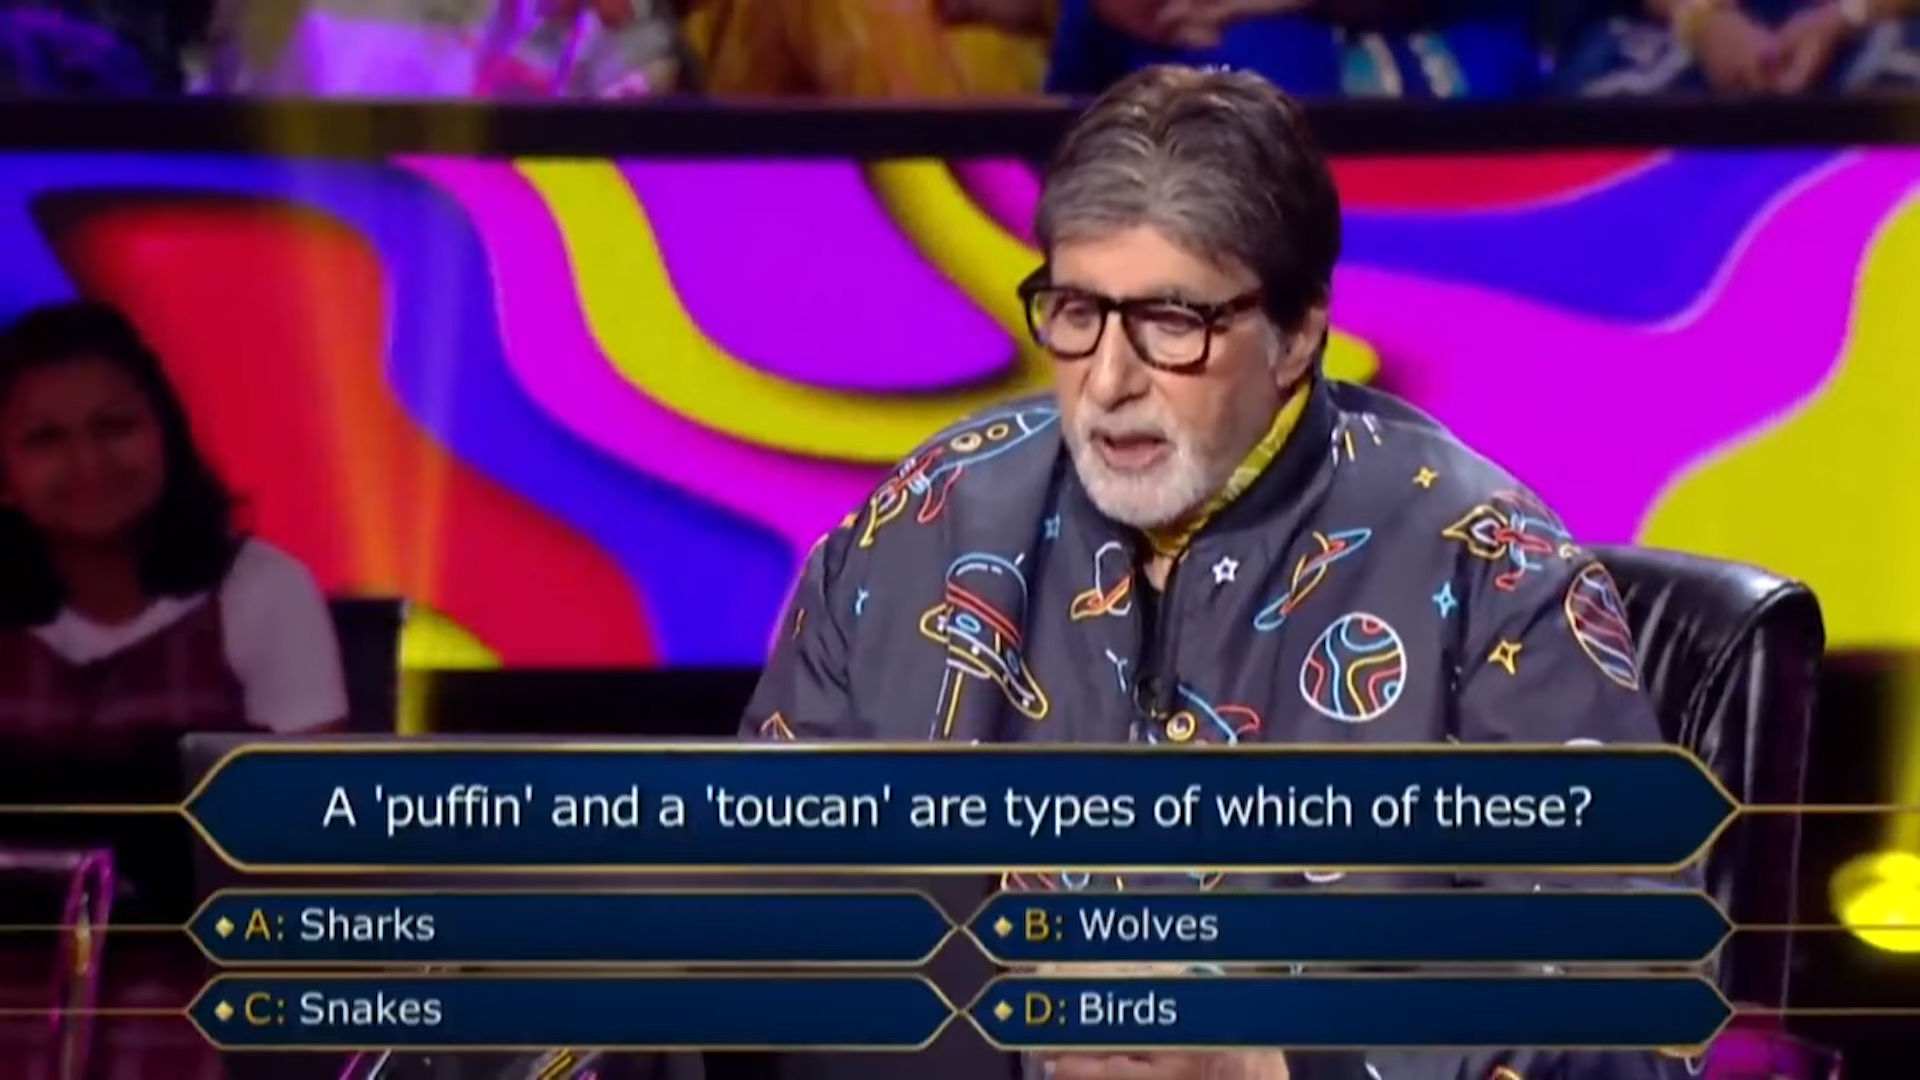 A 'puffin' and a 'toucan' are types of which of these?
A: Sharks
B: Wolves
C: Snakes
D: Birds